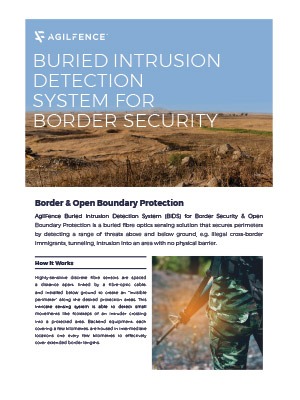 AGILFENCE
BURIED INTRUSION
DETECTION
SYSTEM FOR
BORDER SECURITY
Border & Open Boundary Protection
AgilFence Buried Intrusion Detection System (BIDS) for Border Security & Open
Boundary Protection is a buried fibre optics sensing solution that secures perimeters
by detecting a range of threats above and below ground, e.g. illegal cross-border
immigrants, tunneling, intrusion into an area with no physical barrier.
How It Works
Highly-sensitive discrete fibre sensors are spaced
a distance apart, linked by a fibre-optic cable,
and installed below ground to create an "invisible
perimeter" along the desired protection areas. This
intricate sensing system is able to detect small
movements like footsteps of an intruder crossing
into a protected area. Backend equipment each
covering a few kilometres are housed in intermediate
locations one every few kilometres to effectively
cover extended border lengths.